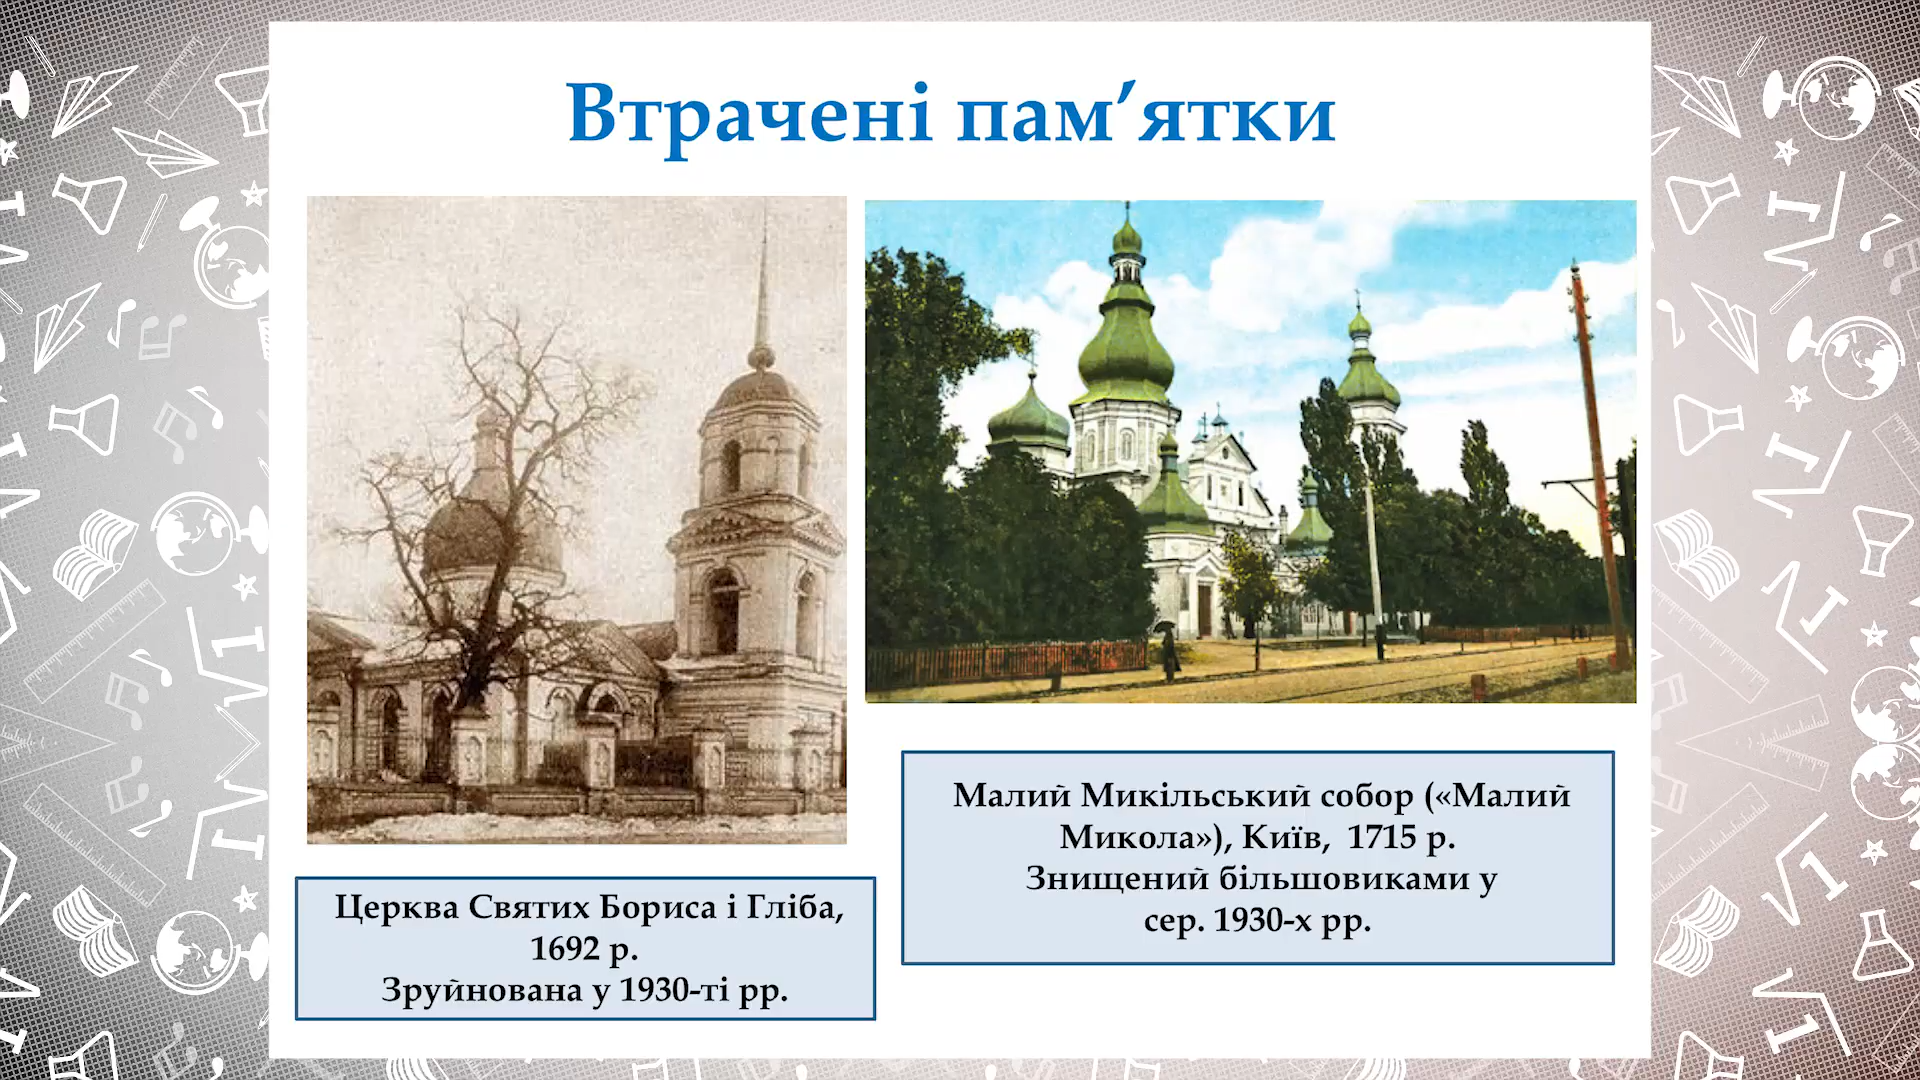 Втрачені пам’ятки
Церква Святих Бориса і Гліба,
1692 р.
Зруйнована у 1930-ті рр.
Малий Микільський собор («Малий
Микола»), Київ, 1715 р.
Знищений більшовиками у
сер. 1930-х рр.